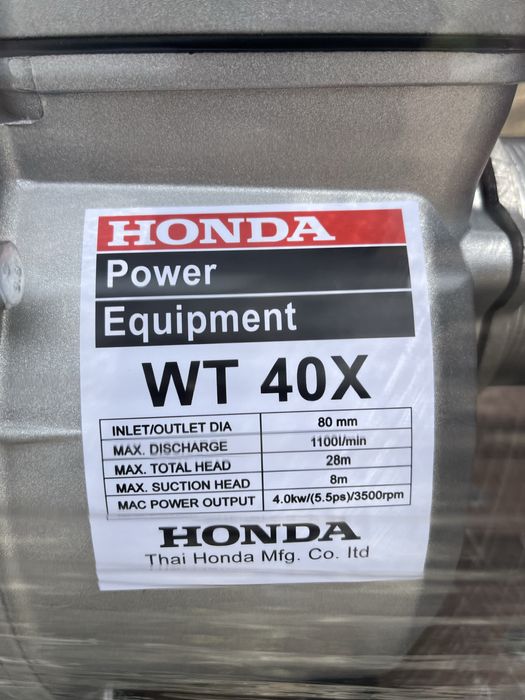 HONDA
Power
Equipment
WT 40X
INLET/OUTLET DIA 80 mm
MAX. DISCHARGE 1100l/min
MAX. TOTAL HEAD 28m
MAX. SUCTION HEAD 8m
MAC POWER OUTPUT 4.0kw/(5.5ps)/3500rpm
HONDA
Thai Honda Mfg. Co. ltd